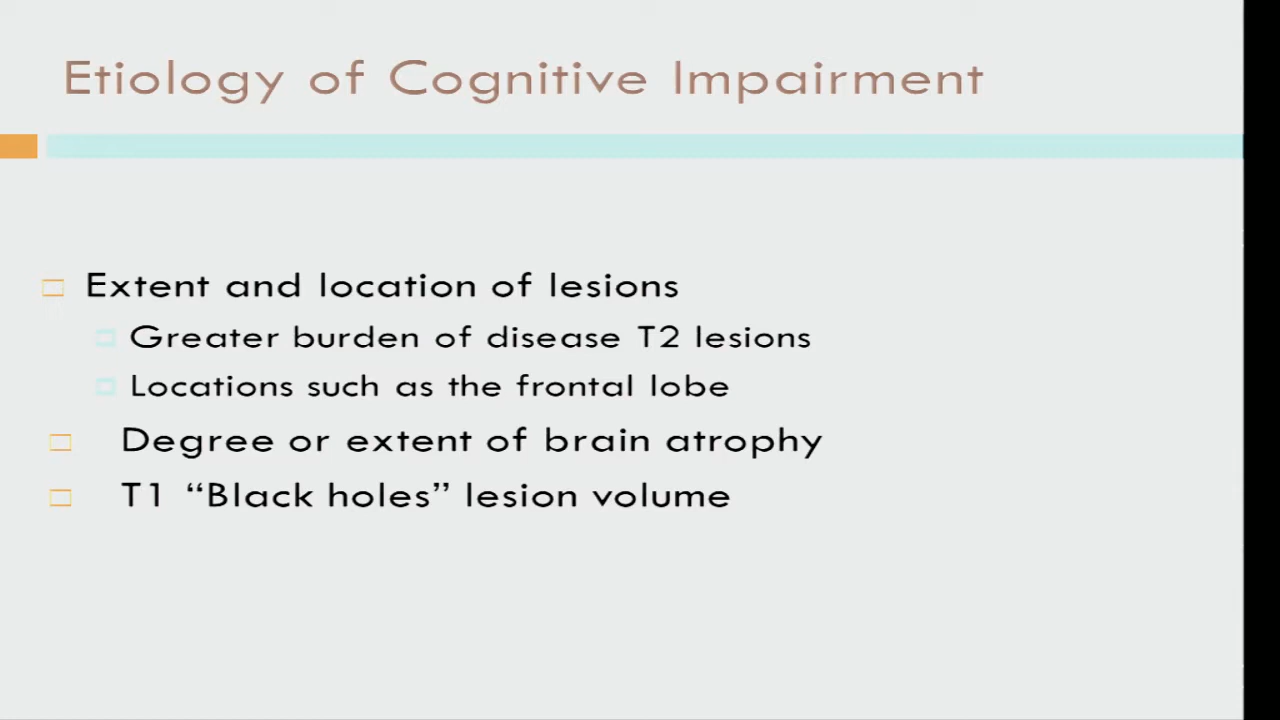 Etiology of Cognitive Impairment
Extent and location of lesions
Greater burden of disease T2 lesions
Locations such as the frontal lobe
Degree or extent of brain atrophy
T1 “Black holes” lesion volume